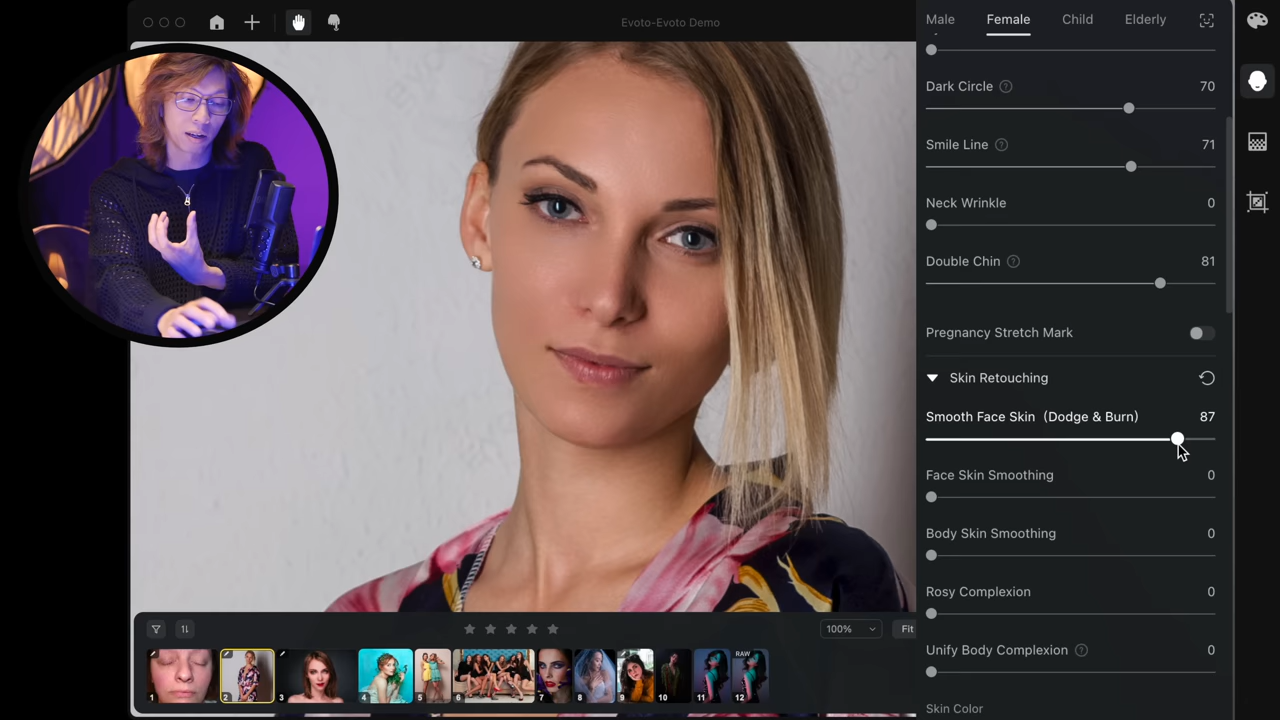 Evoto-Evoto Demo
Male Female Child Elderly
Dark Circle ? 70
Smile Line ? 71
Neck Wrinkle 0
Double Chin ? 81
Pregnancy Stretch Mark
Skin Retouching
Smooth Face Skin（Dodge & Burn） 87
Face Skin Smoothing 0
Body Skin Smoothing 0
Rosy Complexion 0
Unify Body Complexion ? 0
Skin Color
100% Fit
RAW
1 2 3 4 5 6 7 8 9 10 11 12